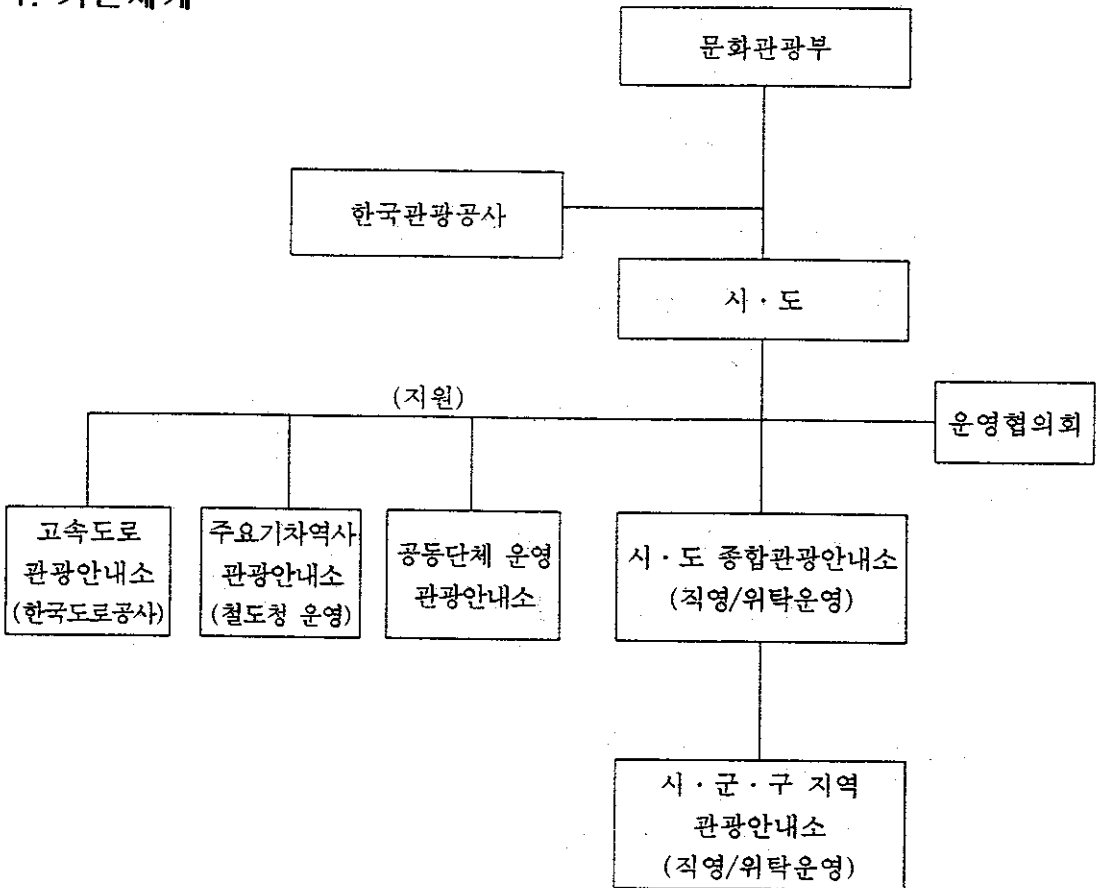 문화관광부
한국관광공사
시 · 도
(지원)
운영협의회
고속도로
관광안내소
(한국도로공사)
주요기차역사
관광안내소
(철도청 운영)
공동단체 운영
관광안내소
시 · 도 종합관광안내소
(직영/위탁운영)
시 · 군 · 구 지역
관광안내소
(직영/위탁운영)